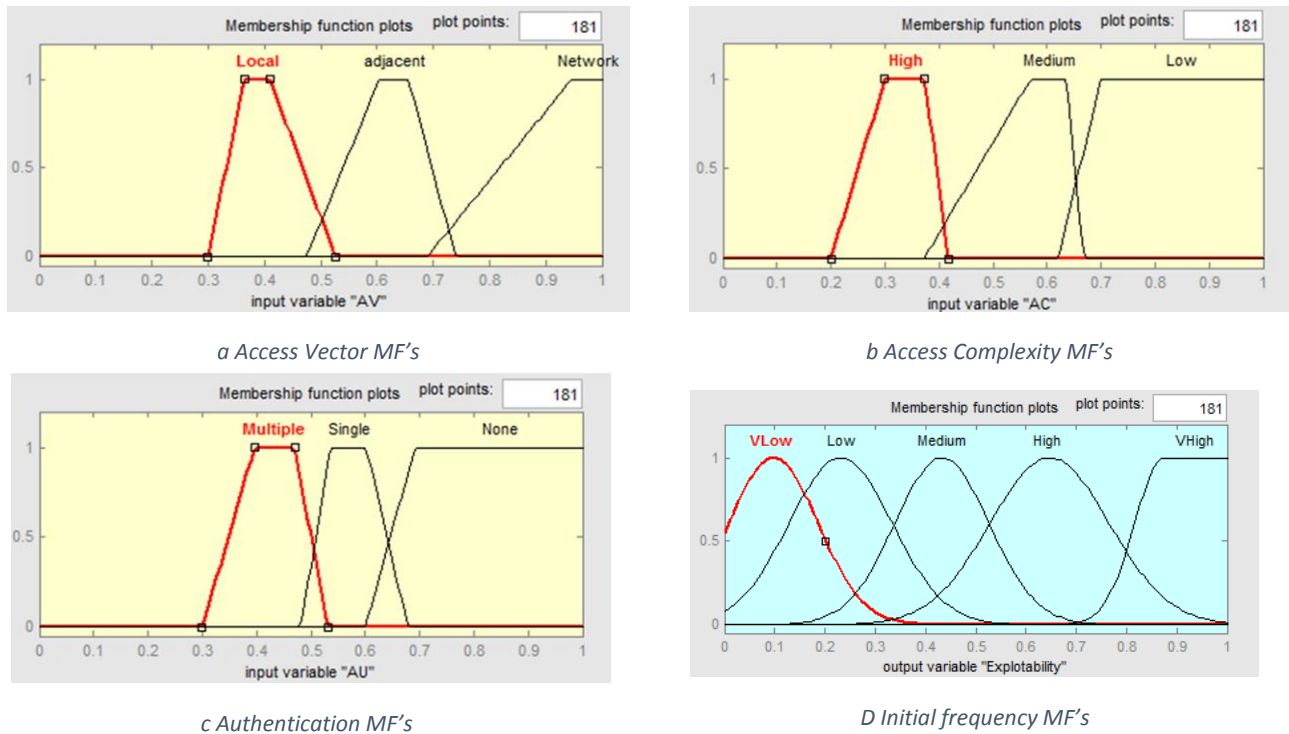 Membership function plots plot points: 181
Local adjacent Network
1
0.5
0
0 0.1 0.2 0.3 0.4 0.5 0.6 0.7 0.8 0.9 1
input variable "AV"
a Access Vector MF’s
Membership function plots plot points: 181
High Medium Low
1
0.5
0
0 0.1 0.2 0.3 0.4 0.5 0.6 0.7 0.8 0.9 1
input variable "AC"
b Access Complexity MF’s
Membership function plots plot points: 181
Multiple Single None
1
0.5
0
0 0.1 0.2 0.3 0.4 0.5 0.6 0.7 0.8 0.9 1
input variable "AU"
c Authentication MF’s
Membership function plots plot points: 181
VLow Low Medium High VHigh
1
0.5
0
0 0.1 0.2 0.3 0.4 0.5 0.6 0.7 0.8 0.9 1
output variable "Explotability"
D Initial frequency MF’s